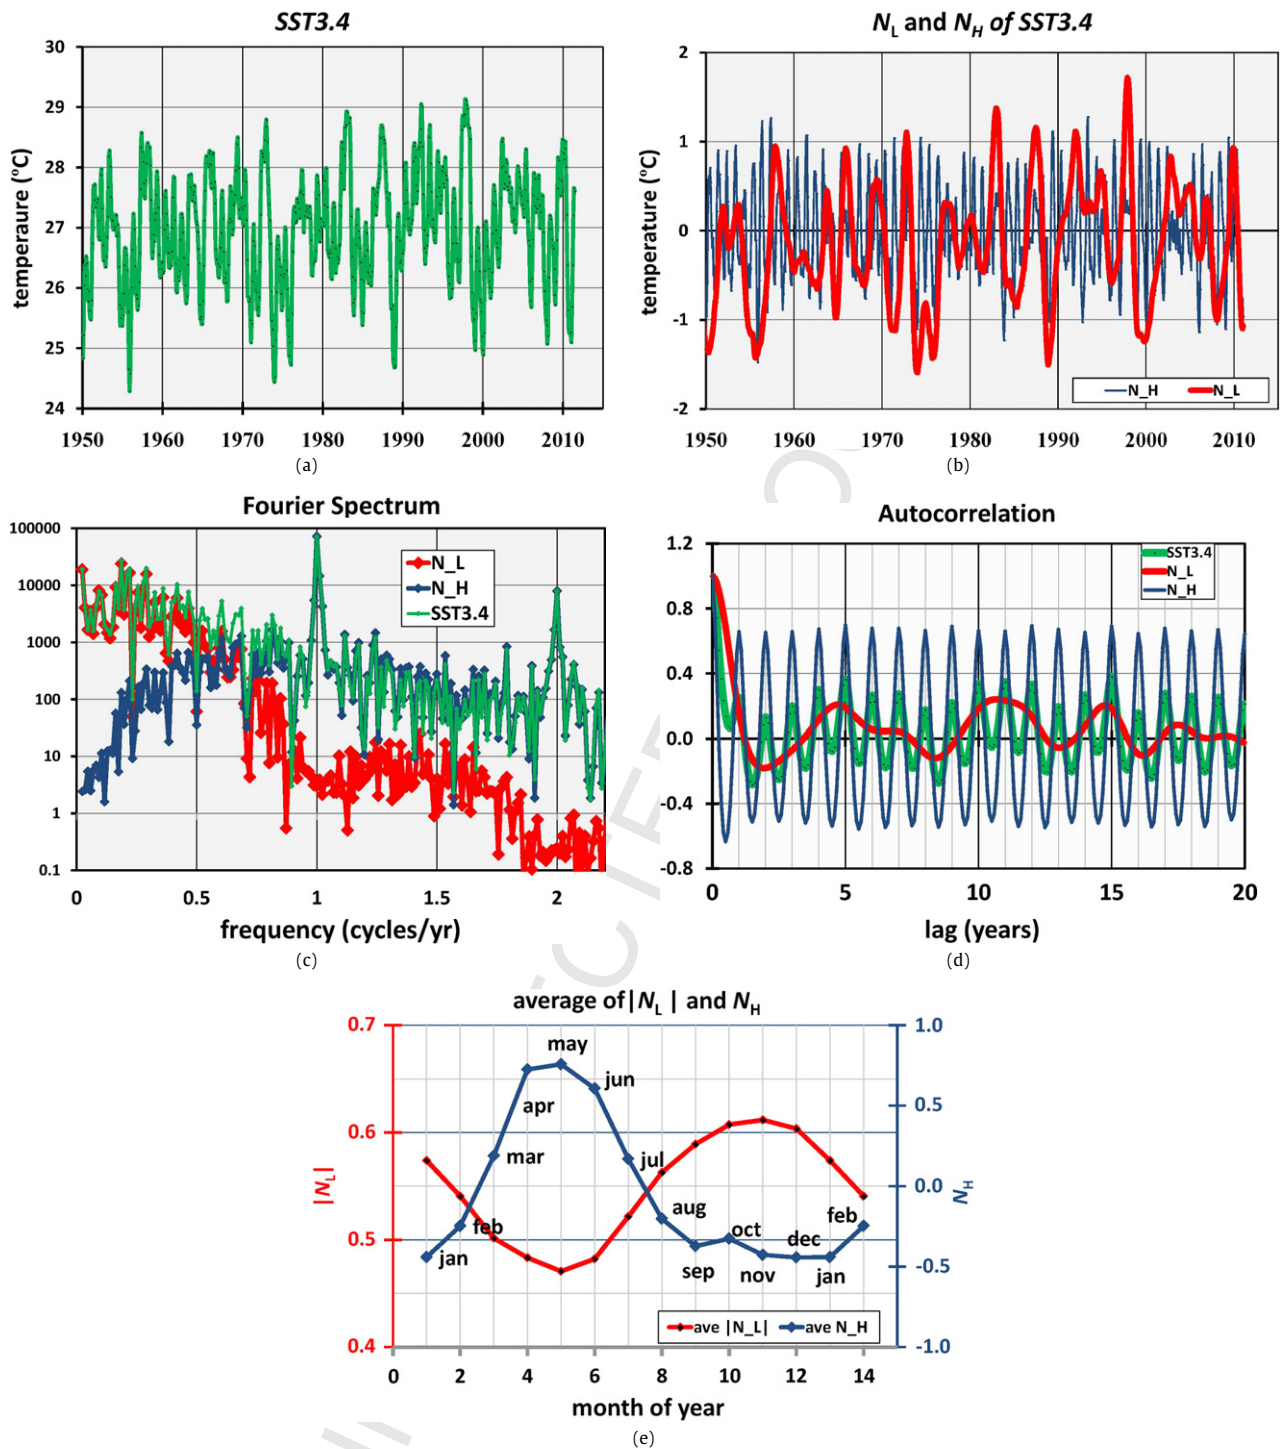 SST3.4
N_L and N_H of SST3.4
30
29
28
27
26
25
24
temperaure (°C)
1950 1960 1970 1980 1990 2000 2010
(a)
2
1
0
-1
-2
temperature (°C)
N_H N_L
1950 1960 1970 1980 1990 2000 2010
(b)
Fourier Spectrum
100000
10000
1000
100
10
1
0.1
N_L
N_H
SST3.4
0 0.5 1 1.5 2
frequency (cycles/yr)
(c)
Autocorrelation
1.2
0.8
0.4
0.0
-0.4
-0.8
SST3.4
N_L
N_H
0 5 10 15 20
lag (years)
(d)
average of |N_L | and N_H
0.7
0.6
0.5
0.4
|N_L|
1.0
0.5
0.0
-0.5
-1.0
N_H
may
jun
apr
mar
jul
feb
jan
aug
sep
oct
nov
dec
jan
feb
ave |N_L| ave N_H
0 2 4 6 8 10 12 14
month of year
(e)